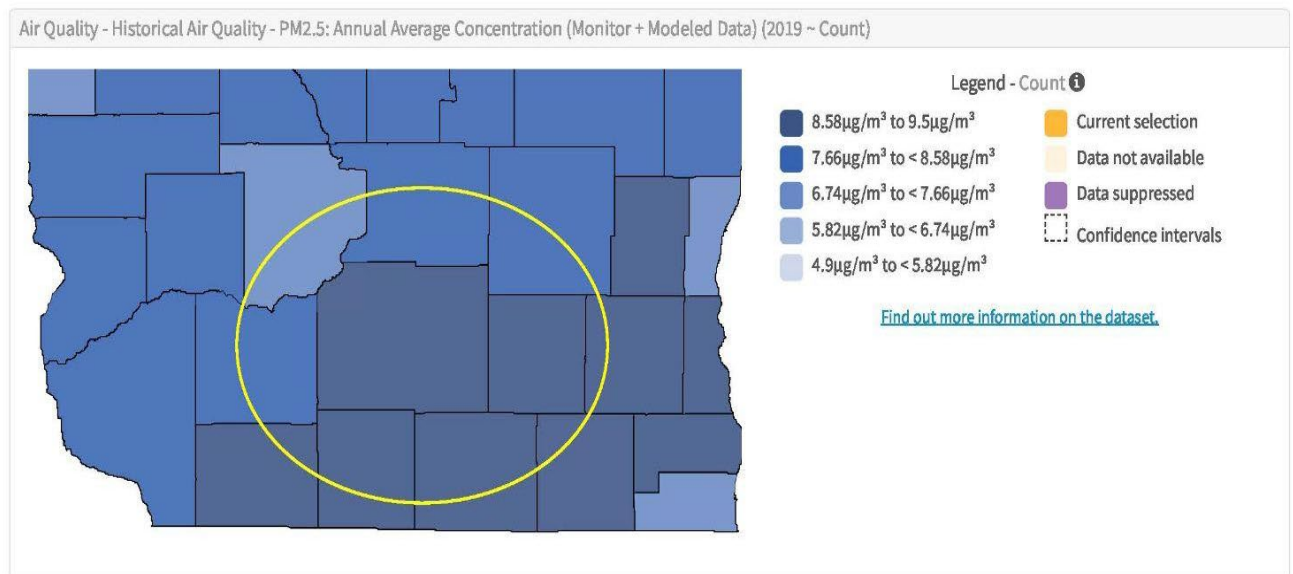 Air Quality - Historical Air Quality - PM2.5: Annual Average Concentration (Monitor + Modeled Data) (2019 ~ Count)
Legend - Count
8.58µg/m³ to 9.5µg/m³
7.66µg/m³ to < 8.58µg/m³
6.74µg/m³ to < 7.66µg/m³
5.82µg/m³ to < 6.74µg/m³
4.9µg/m³ to < 5.82µg/m³
Current selection
Data not available
Data suppressed
Confidence intervals
Find out more information on the dataset.